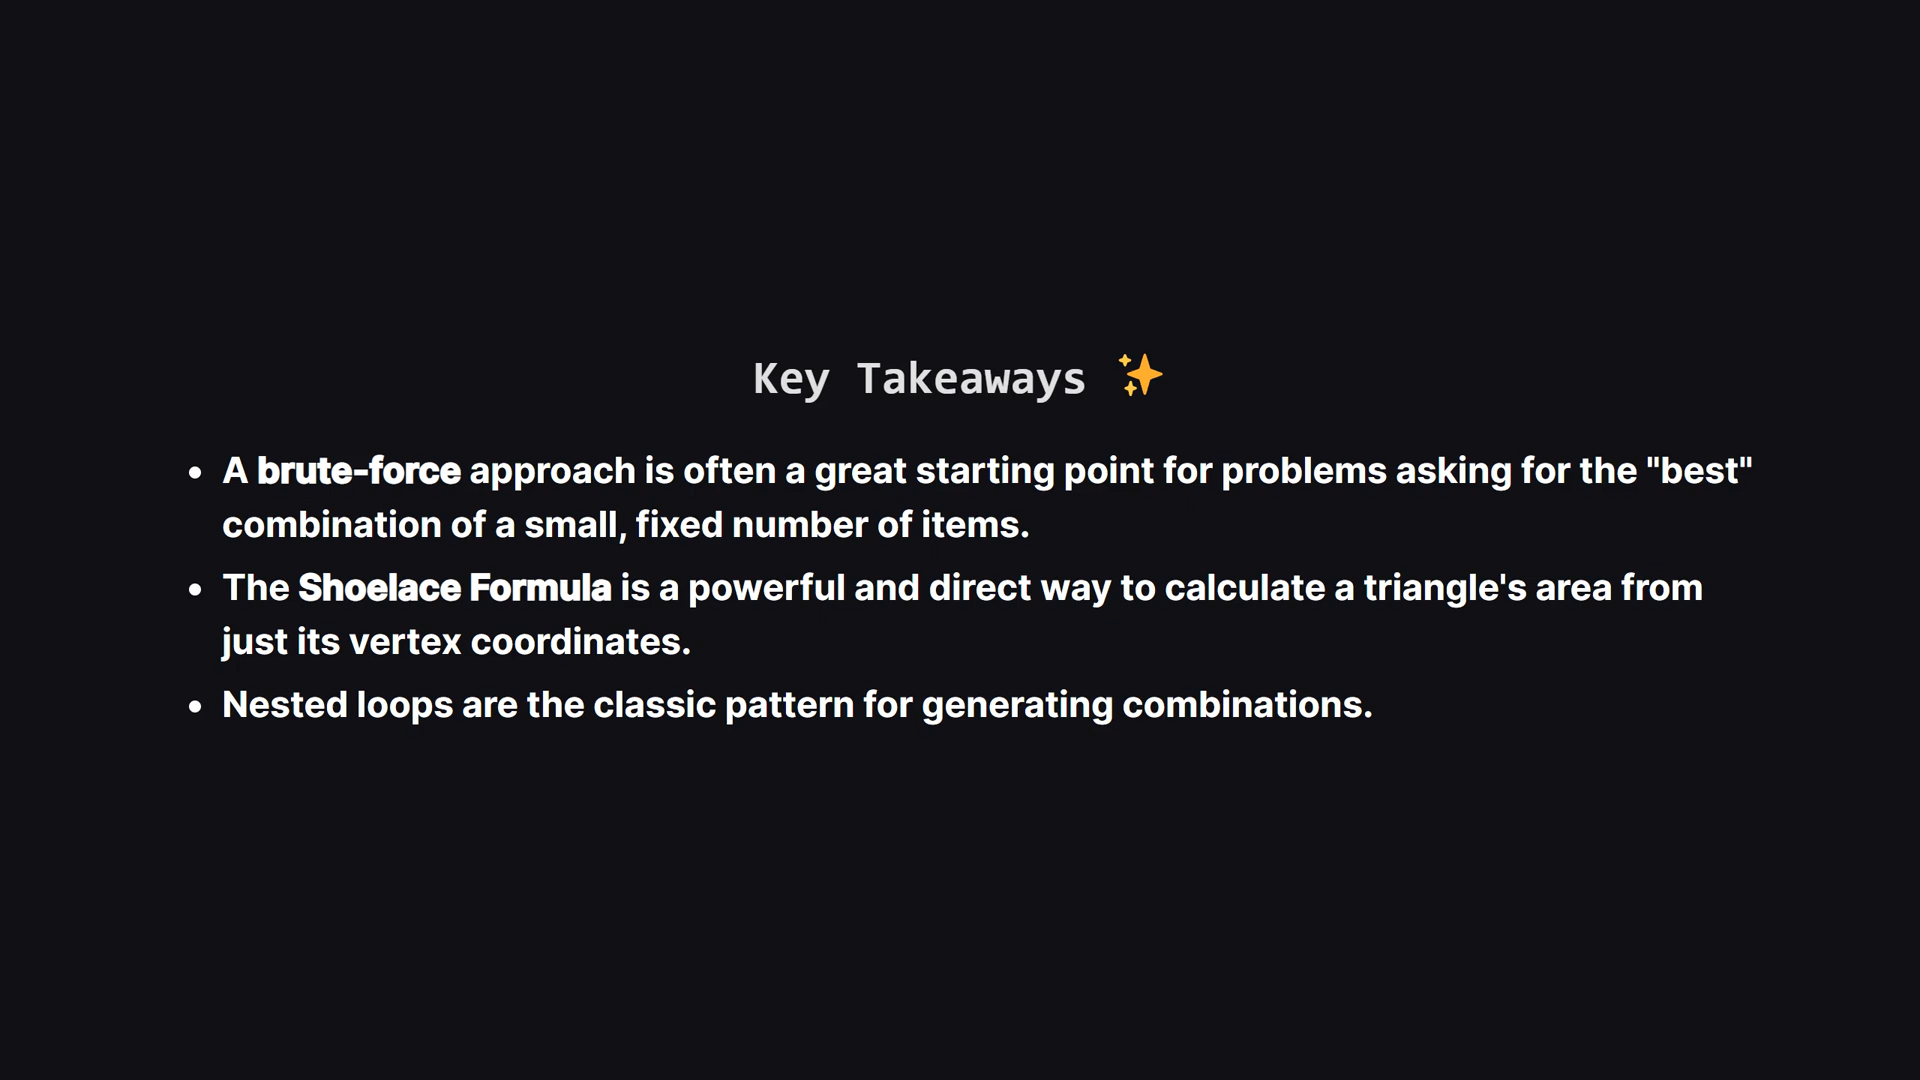 Key Takeaways ✨
• A brute-force approach is often a great starting point for problems asking for the "best"
combination of a small, fixed number of items.
• The Shoelace Formula is a powerful and direct way to calculate a triangle's area from
just its vertex coordinates.
• Nested loops are the classic pattern for generating combinations.